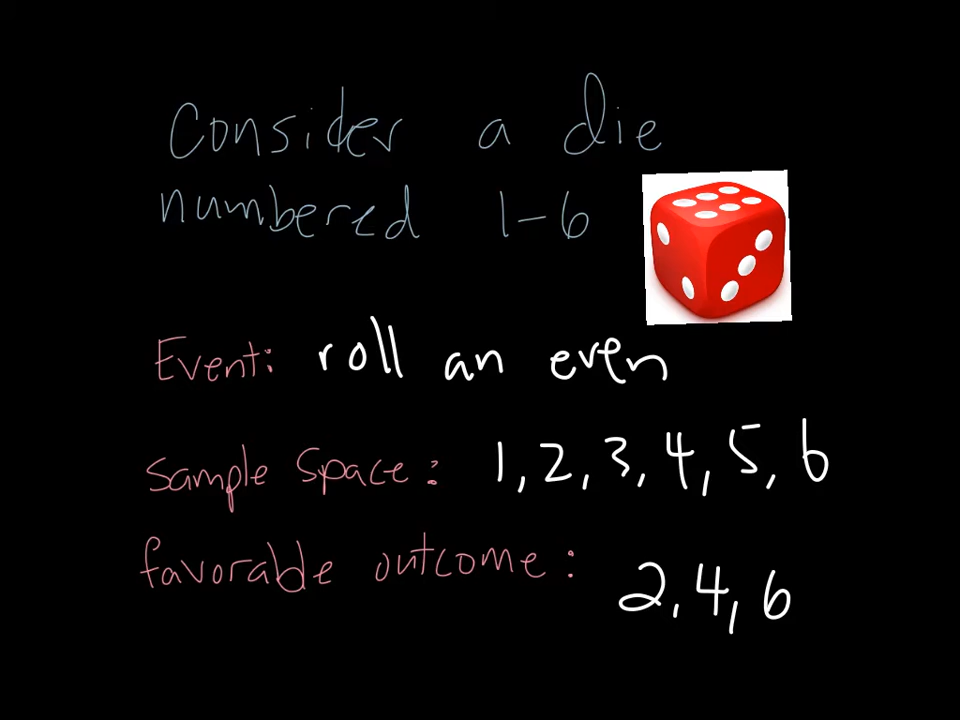 Consider a die
numbered 1-6
Event: roll an even
Sample Space: 1, 2, 3, 4, 5, 6
favorable outcome: 2, 4, 6